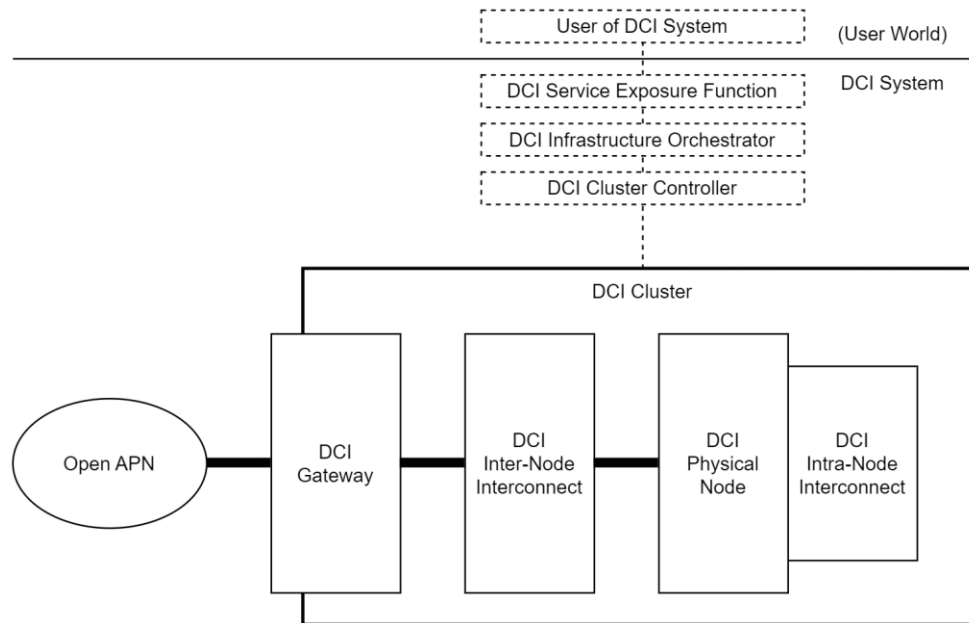 User of DCI System
(User World)
DCI Service Exposure Function
DCI System
DCI Infrastructure Orchestrator
DCI Cluster Controller
DCI Cluster
Open APN
DCI
Gateway
DCI
Inter-Node
Interconnect
DCI
Physical
Node
DCI
Intra-Node
Interconnect